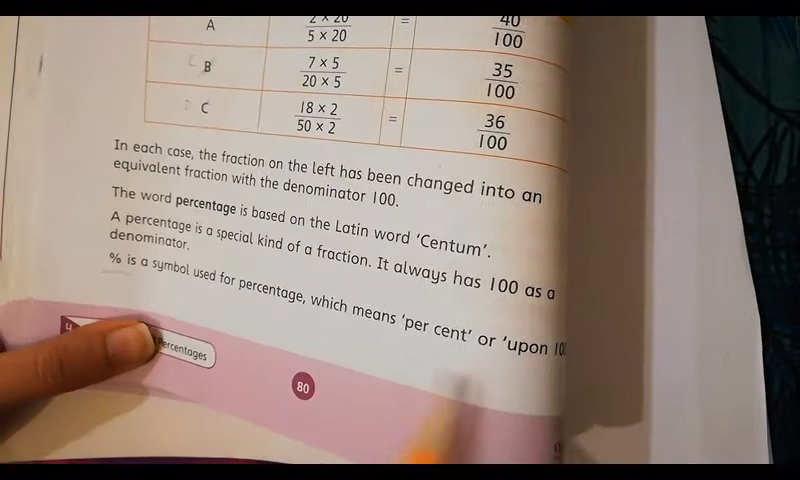 A 2 × 20 / 5 × 20 = 40 / 100
B 7 × 5 / 20 × 5 = 35 / 100
C 18 × 2 / 50 × 2 = 36 / 100
In each case, the fraction on the left has been changed into an
equivalent fraction with the denominator 100.
The word percentage is based on the Latin word 'Centum'.
A percentage is a special kind of a fraction. It always has 100 as a
denominator.
% is a symbol used for percentage, which means 'per cent' or 'upon
Percentages
80